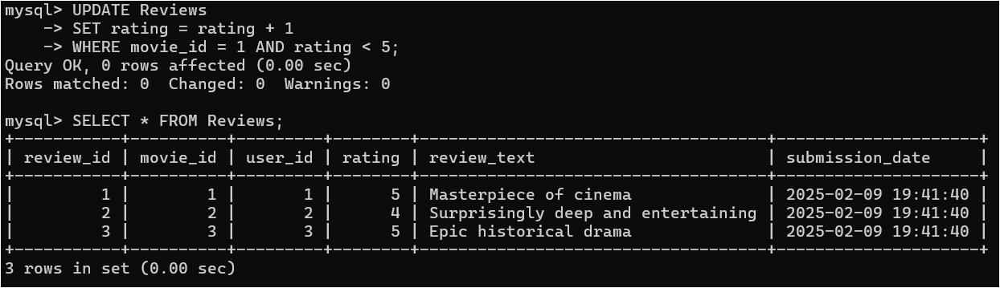 mysql> UPDATE Reviews
    -> SET rating = rating + 1
    -> WHERE movie_id = 1 AND rating < 5;
Query OK, 0 rows affected (0.00 sec)
Rows matched: 0  Changed: 0  Warnings: 0

mysql> SELECT * FROM Reviews;
+-----------+----------+---------+--------+------------------------------------+---------------------+
| review_id | movie_id | user_id | rating | review_text                        | submission_date     |
+-----------+----------+---------+--------+------------------------------------+---------------------+
|         1 |        1 |       1 |      5 | Masterpiece of cinema              | 2025-02-09 19:41:40 |
|         2 |        2 |       2 |      4 | Surprisingly deep and entertaining | 2025-02-09 19:41:40 |
|         3 |        3 |       3 |      5 | Epic historical drama              | 2025-02-09 19:41:40 |
+-----------+----------+---------+--------+------------------------------------+---------------------+
3 rows in set (0.00 sec)